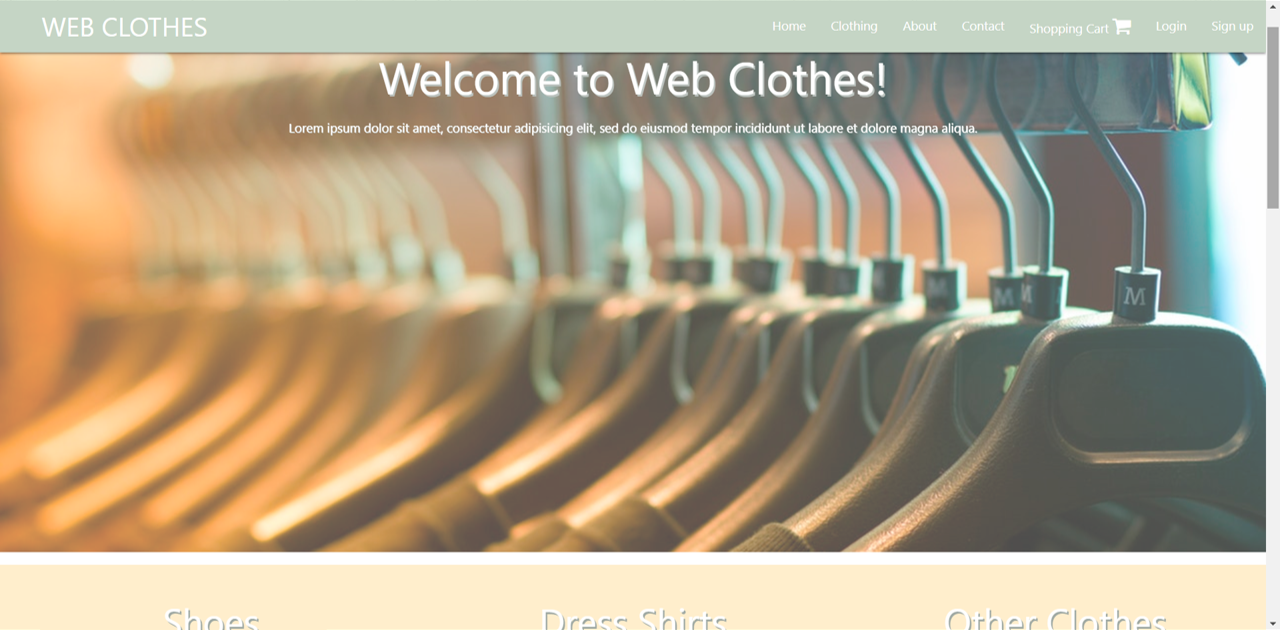 WEB CLOTHES
Home Clothing About Contact Shopping Cart Login Sign up
Welcome to Web Clothes!
Lorem ipsum dolor sit amet, consectetur adipisicing elit, sed do eiusmod tempor incididunt ut labore et dolore magna aliqua.
M M M M
Shoes Dress Shirts Other Clothes